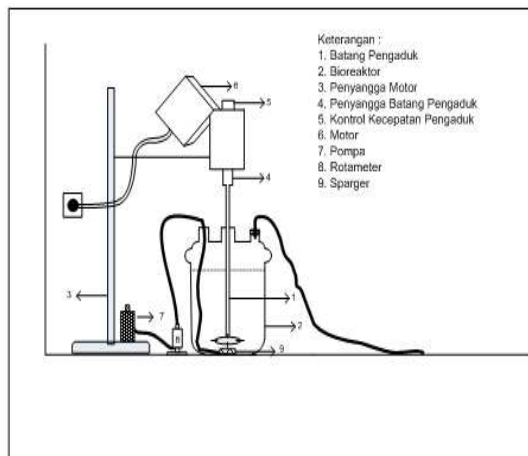 Keterangan :
1. Batang Pengaduk
2. Bioreaktor
3. Penyangga Motor
4. Penyangga Batang Pengaduk
5. Kontrol Kecepatan Pengaduk
6. Motor
7. Pompa
8. Rotameter
9. Sparger
6
5
4
3
7
8
1
2
9